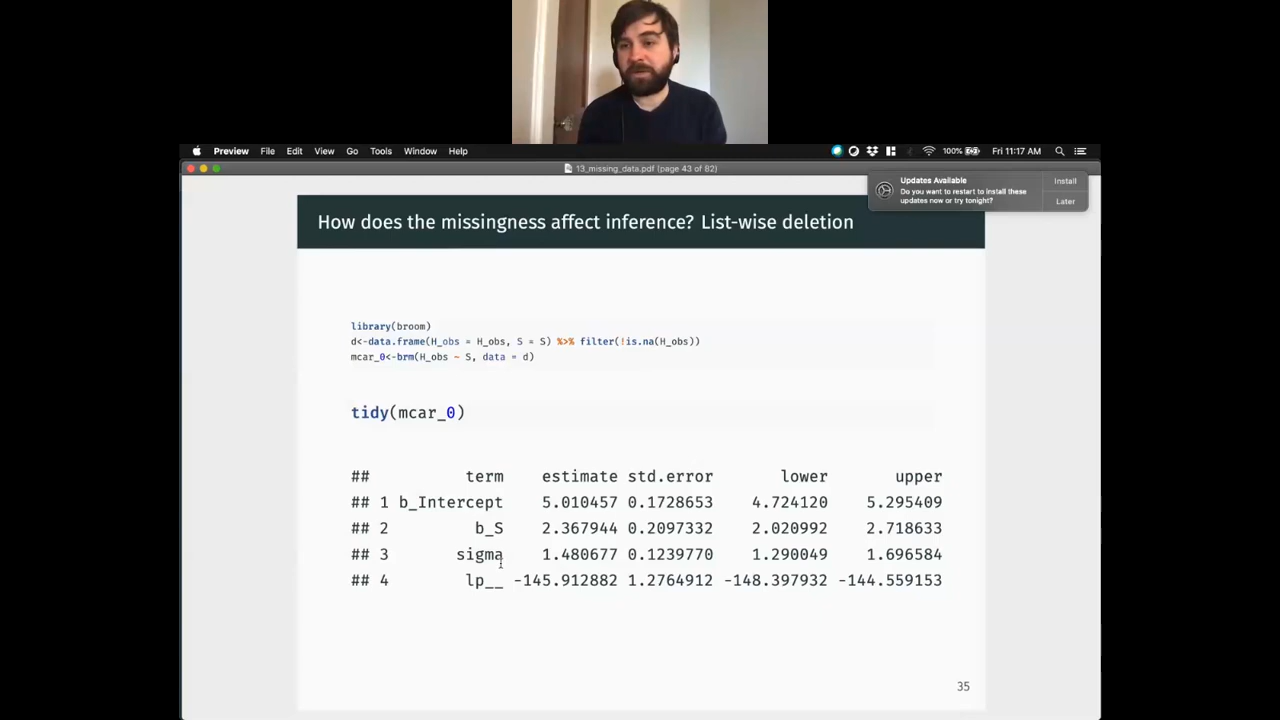 Preview File Edit View Go Tools Window Help 100% Fri 11:17 AM
13_missing_data.pdf (page 43 of 82)
Updates Available
Do you want to restart to install these
updates now or try tonight?
Install
Later
How does the missingness affect inference? List-wise deletion
library(broom)
d<-data.frame(H_obs = H_obs, S = S) %>% filter(!is.na(H_obs))
mcar_0<-brm(H_obs ~ S, data = d)
tidy(mcar_0)
## term estimate std.error lower upper
## 1 b_Intercept 5.010457 0.1728653 4.724120 5.295409
## 2 b_S 2.367944 0.2097332 2.020992 2.718633
## 3 sigma 1.480677 0.1239770 1.290049 1.696584
## 4 lp__ -145.912882 1.2764912 -148.397932 -144.559153
35